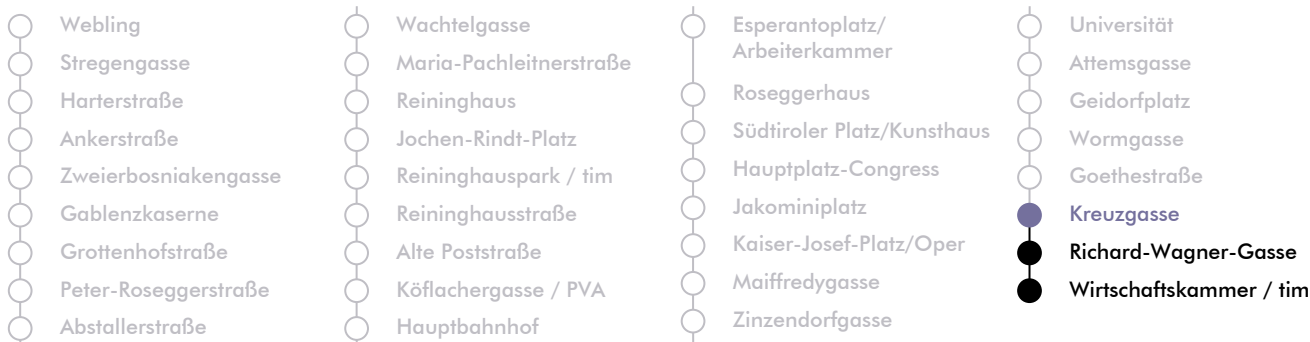 Webling
Stregengasse
Harterstraße
Ankerstraße
Zweierbosniakengasse
Gablenzkaserne
Grottenhofstraße
Peter-Roseggerstraße
Abstallerstraße
Wachtelgasse
Maria-Pachleitnerstraße
Reininghaus
Jochen-Rindt-Platz
Reininghauspark / tim
Reininghausstraße
Alte Poststraße
Köflachergasse / PVA
Hauptbahnhof
Esperantoplatz/
Arbeiterkammer
Roseggerhaus
Südtiroler Platz/Kunsthaus
Hauptplatz-Congress
Jakominiplatz
Kaiser-Josef-Platz/Oper
Maiffredygasse
Zinzendorfgasse
Universität
Attemsgasse
Geidorfplatz
Wormgasse
Goethestraße
Kreuzgasse
Richard-Wagner-Gasse
Wirtschaftskammer / tim